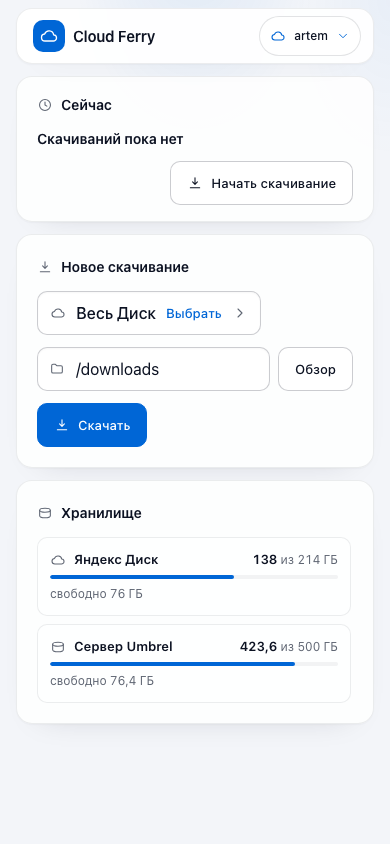 Cloud Ferry
artem
Сейчас
Скачиваний пока нет
Начать скачивание
Новое скачивание
Весь Диск Выбрать
/downloads
Обзор
Скачать
Хранилище
Яндекс Диск 138 из 214 ГБ
свободно 76 ГБ
Сервер Umbrel 423,6 из 500 ГБ
свободно 76,4 ГБ